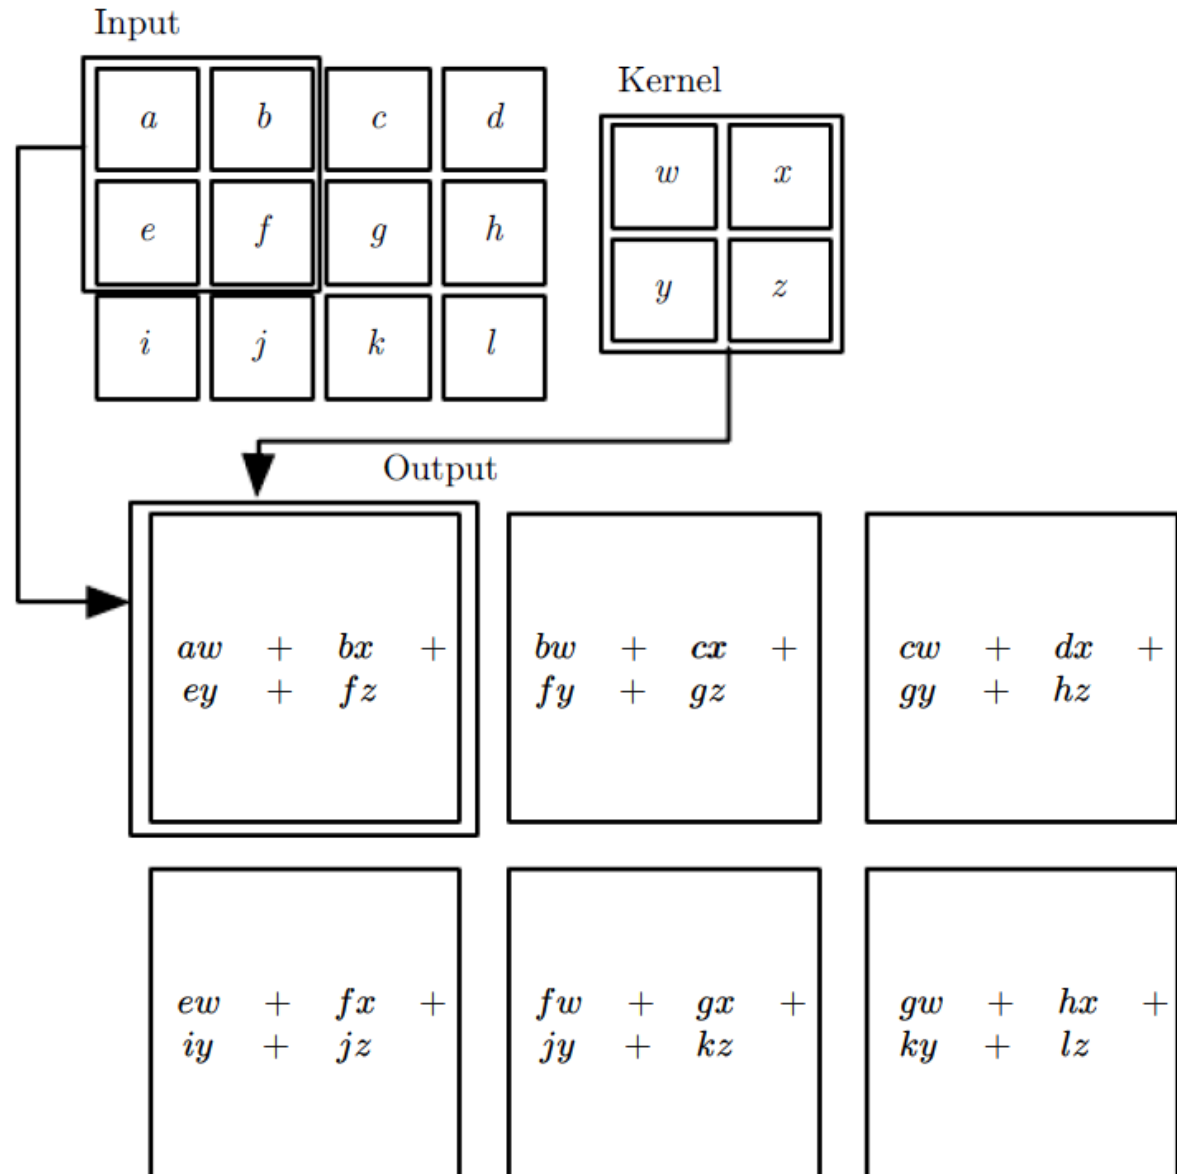 Input
Kernel
a b c d
w x
e f g h
y z
i j k l
Output
aw + bx +
ey + fz
bw + cx +
fy + gz
cw + dx +
gy + hz
ew + fx +
iy + jz
fw + gx +
jy + kz
gw + hx +
ky + lz